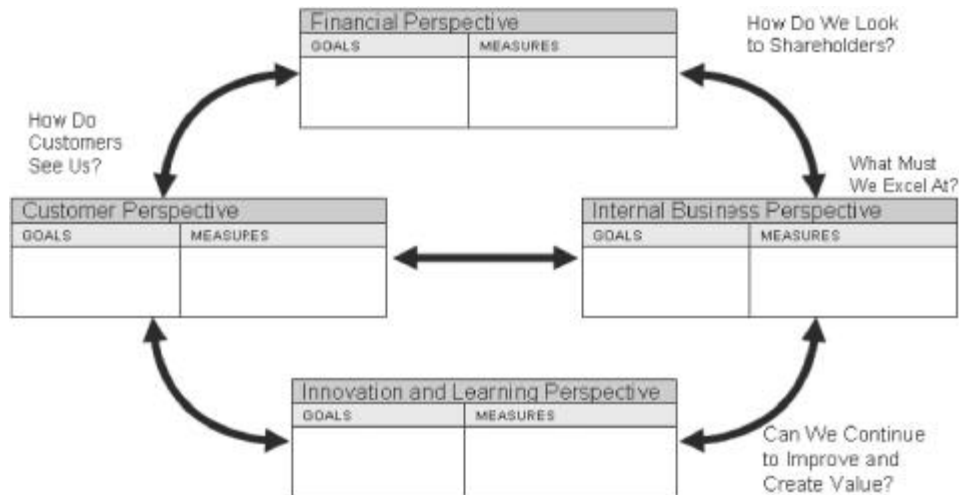 Financial Perspective
GOALS MEASURES
How Do We Look
to Shareholders?
How Do
Customers
See Us?
What Must
We Excel At?
Customer Perspective
GOALS MEASURES
Internal Business Perspective
GOALS MEASURES
Innovation and Learning Perspective
GOALS MEASURES
Can We Continue
to Improve and
Create Value?